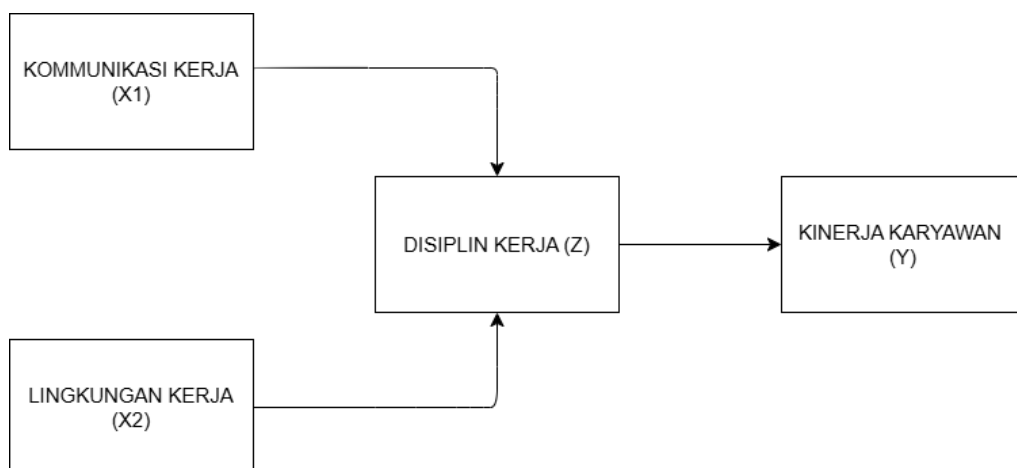 KOMMUNIKASI KERJA
(X1)
DISIPLIN KERJA (Z)
KINERJA KARYAWAN
(Y)
LINGKUNGAN KERJA
(X2)